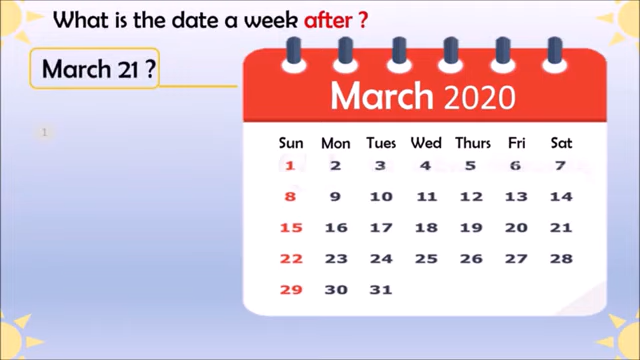 What is the date a week after ?
March 21 ?
1
March 2020
Sun Mon Tues Wed Thurs Fri Sat
1 2 3 4 5 6 7
8 9 10 11 12 13 14
15 16 17 18 19 20 21
22 23 24 25 26 27 28
29 30 31